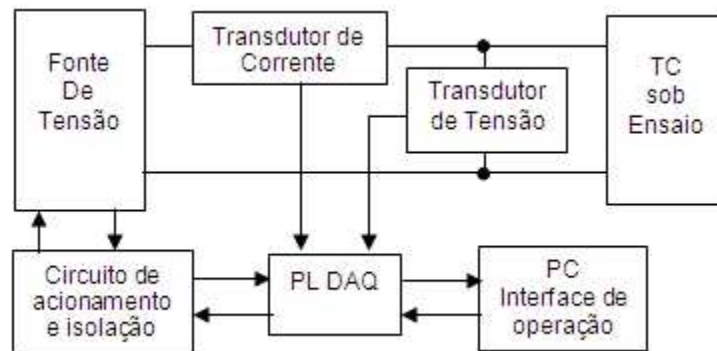 Fonte
De
Tensão
Transdutor de
Corrente
Transdutor
de Tensão
TC
sob
Ensaio
Circuito de
acionamento
e isolação
PL DAQ
PC
Interface de
operação